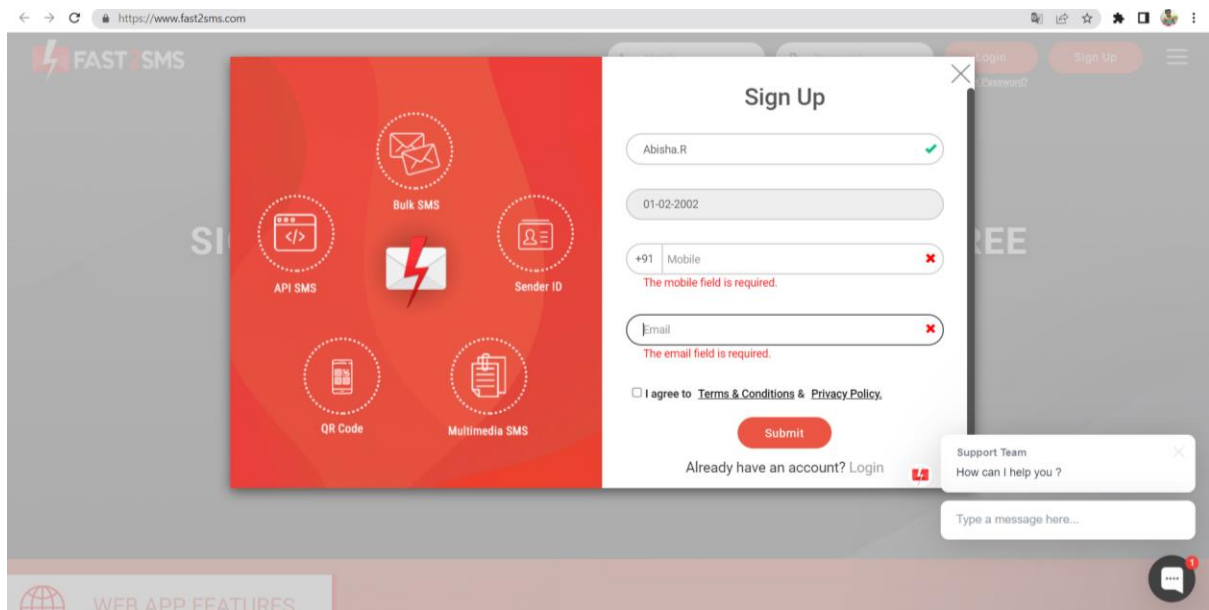 https://www.fast2sms.com
FAST2SMS
Login
Sign Up
Password?
SI
REE
Bulk SMS
API SMS
Sender ID
QR Code
Multimedia SMS
Sign Up
Abisha.R
01-02-2002
+91 Mobile
The mobile field is required.
Email
The email field is required.
I agree to Terms & Conditions & Privacy Policy.
Submit
Already have an account? Login
Support Team
How can I help you ?
Type a message here...
1
WEB APP FEATURES